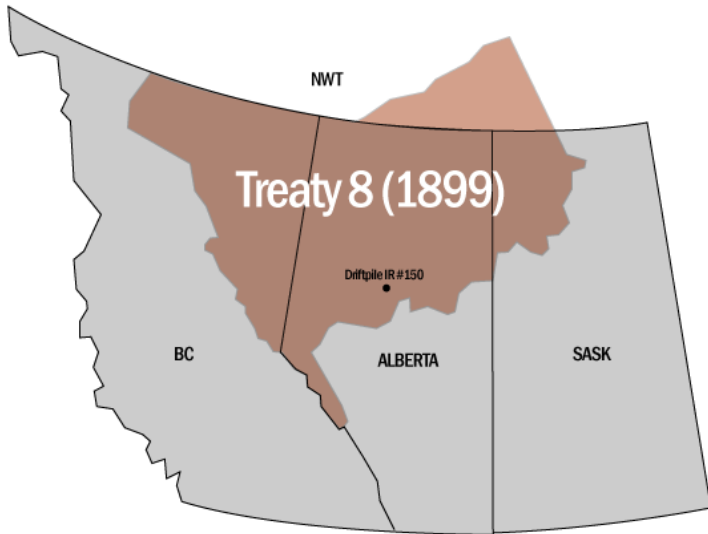 NWT
Treaty 8 (1899)
Driftpile IR #150
BC
ALBERTA
SASK